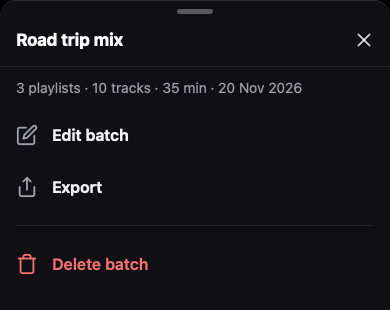 Road trip mix
3 playlists · 10 tracks · 35 min · 20 Nov 2026
Edit batch
Export
Delete batch